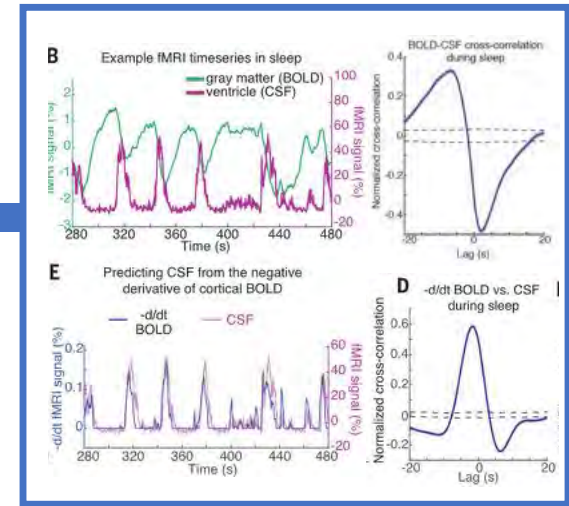 B
Example fMRI timeseries in sleep
gray matter (BOLD)
ventricle (CSF)
2
1
0
-1
-2
-3
fMRI signal (%)
100
80
60
40
20
0
-20
fMRI signal (%)
280
320
360
400
440
480
Time (s)
BOLD-CSF cross-correlation
during sleep
Normalized cross-correlation
0.4
0
-0.4
-20
0
20
Lag (s)
E
Predicting CSF from the negative
derivative of cortical BOLD
-d/dt
BOLD
CSF
-d/dt fMRI signal (%)
0.2
0.1
0
60
40
20
0
-20
fMRI signal (%)
280
320
360
400
440
480
Time (s)
D
-d/dt BOLD vs. CSF
during sleep
Normalized cross-correlation
0.6
0.4
0.2
0
-0.2
-20
0
20
Lag (s)